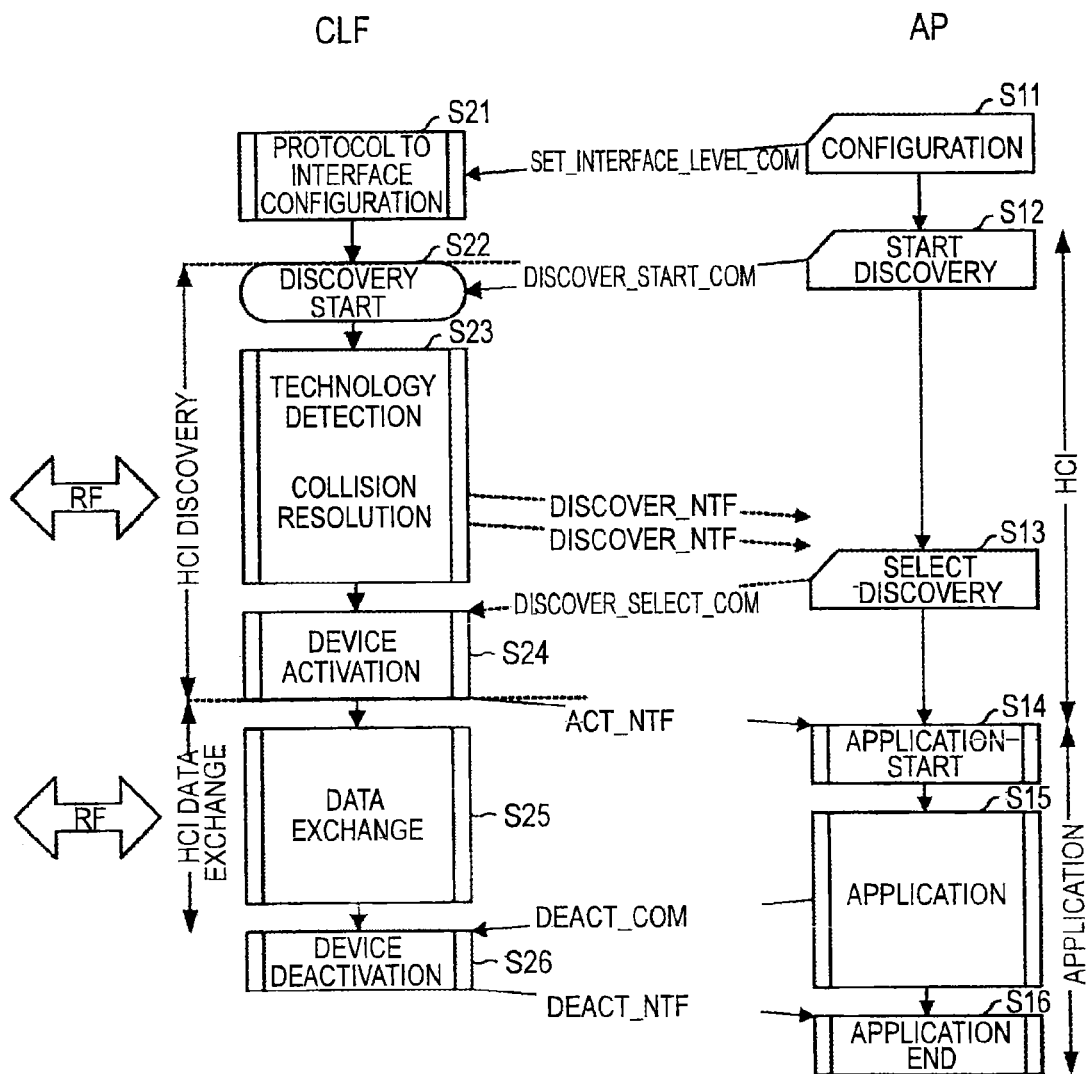 CLF
AP
S11
CONFIGURATION
S21
PROTOCOL TO
INTERFACE
CONFIGURATION
SET_INTERFACE_LEVEL_COM
S12
START
DISCOVERY
S22
DISCOVERY
START
DISCOVER_START_COM
S23
TECHNOLOGY
DETECTION
COLLISION
RESOLUTION
HCI DISCOVERY
RF
HCI
DISCOVER_NTF
DISCOVER_NTF
S13
SELECT
DISCOVERY
DISCOVER_SELECT_COM
DEVICE
ACTIVATION
S24
ACT_NTF
S14
APPLICATION
START
HCI DATA
EXCHANGE
RF
DATA
EXCHANGE
S25
S15
APPLICATION
APPLICATION
DEACT_COM
DEVICE
DEACTIVATION
S26
DEACT_NTF
S16
APPLICATION
END